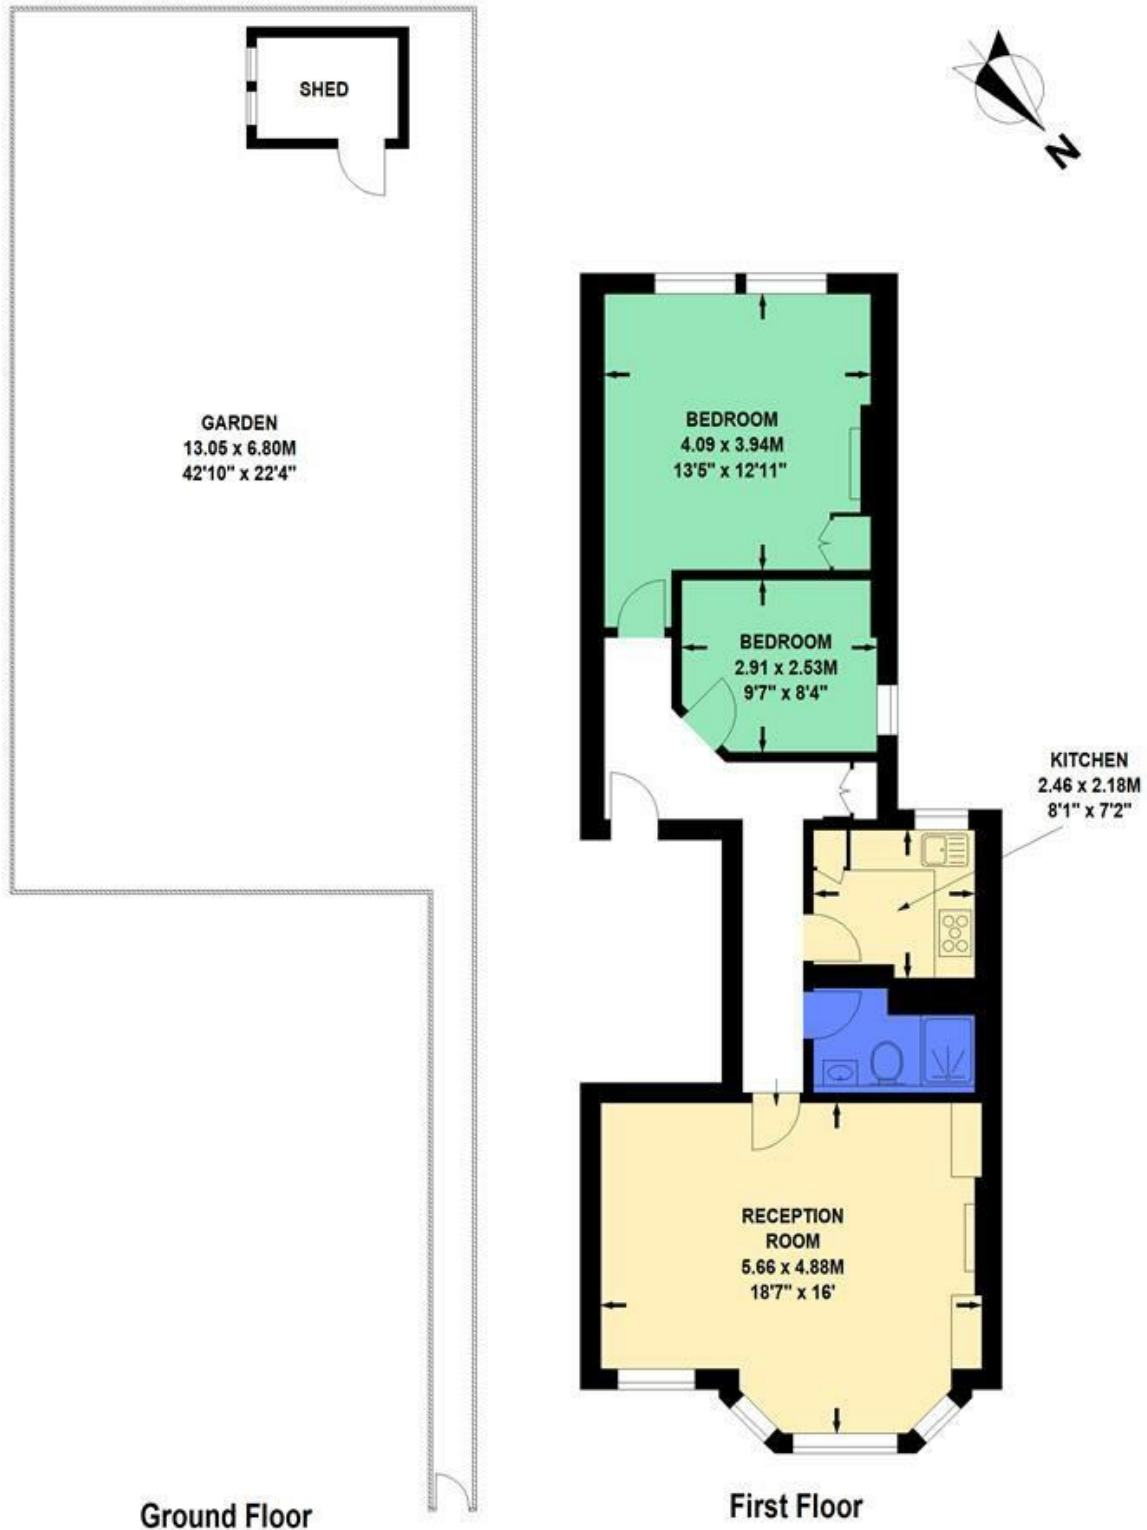 SHED
N
GARDEN
13.05 x 6.80M
42'10" x 22'4"
BEDROOM
4.09 x 3.94M
13'5" x 12'11"
BEDROOM
2.91 x 2.53M
9'7" x 8'4"
KITCHEN
2.46 x 2.18M
8'1" x 7'2"
RECEPTION
ROOM
5.66 x 4.88M
18'7" x 16'
Ground Floor
First Floor